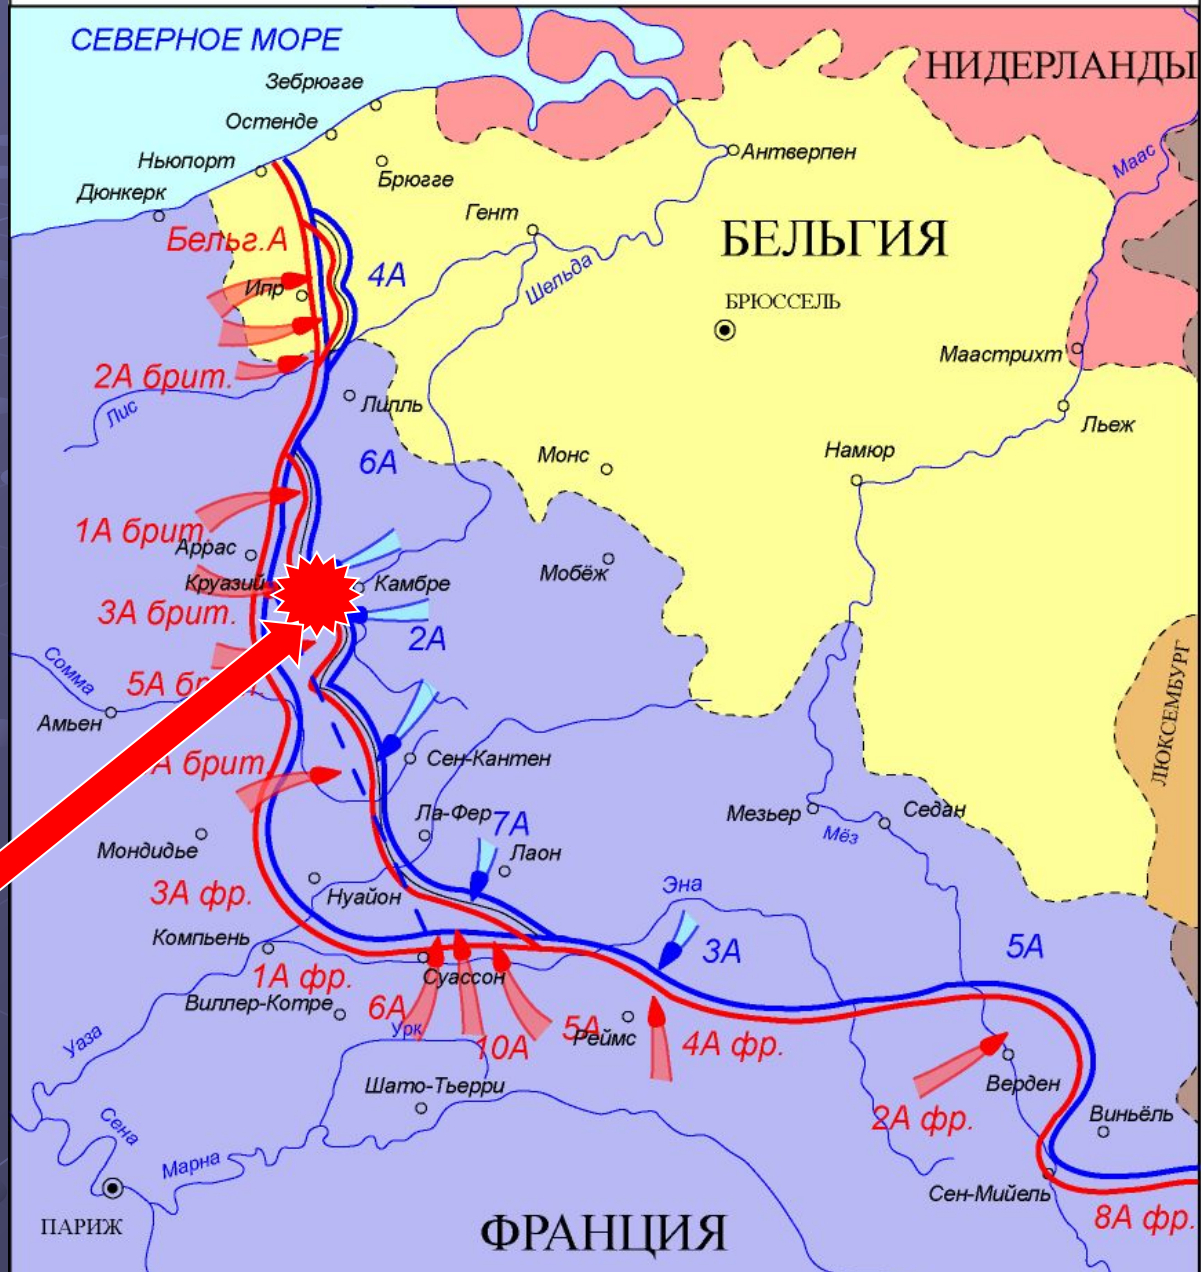 СЕВЕРНОЕ МОРЕ
НИДЕРЛАНДЫ
Зебрюгге
Остенде
Ньюпорт
Брюгге
Антверпен
Маас
Дюнкерк
Гент
Бельг.А
БЕЛЬГИЯ
4А
Шельда
Ипр
БРЮССЕЛЬ
Маастрихт
2А брит.
Лис
Лилль
Льеж
6А
Монс
Намюр
1А брит.
Аррас
Мобёж
Круазий
Камбре
3А брит.
2А
Сомма
5А
ЛЮКСЕМБУРГ
Амьен
А брит.
Сен-Кантен
Ла-Фер
7А
Мезьер
Седан
Мёз
Мондидье
Лаон
3А фр.
Нуайон
Эна
Компьень
3А
5А
1А фр.
Суассон
Виллер-Котре
6А
Урк
10А
5А
Реймс
4А фр.
Уаза
Шато-Тьерри
Верден
Сена
2А фр.
Виньёль
Марна
Сен-Мийель
ПАРИЖ
ФРАНЦИЯ
8А фр.